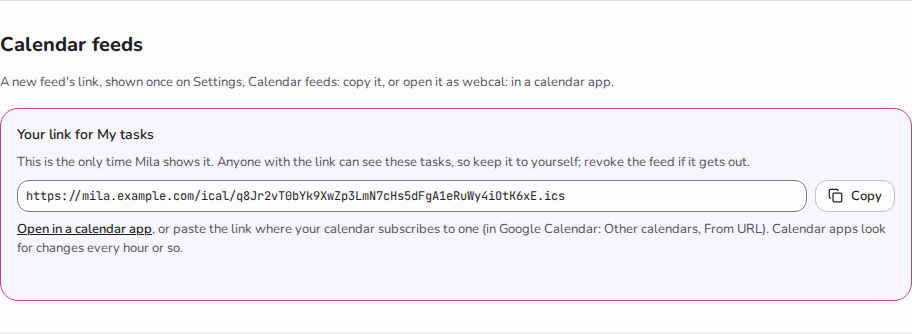 Calendar feeds
A new feed's link, shown once on Settings, Calendar feeds: copy it, or open it as webcal: in a calendar app.
Your link for My tasks
This is the only time Mila shows it. Anyone with the link can see these tasks, so keep it to yourself; revoke the feed if it gets out.
https://mila.example.com/ical/q8Jr2vT0bYk9XwZp3LmN7cHs5dFgA1eRuWy4iOtK6xE.ics
Copy
Open in a calendar app, or paste the link where your calendar subscribes to one (in Google Calendar: Other calendars, From URL). Calendar apps look
for changes every hour or so.